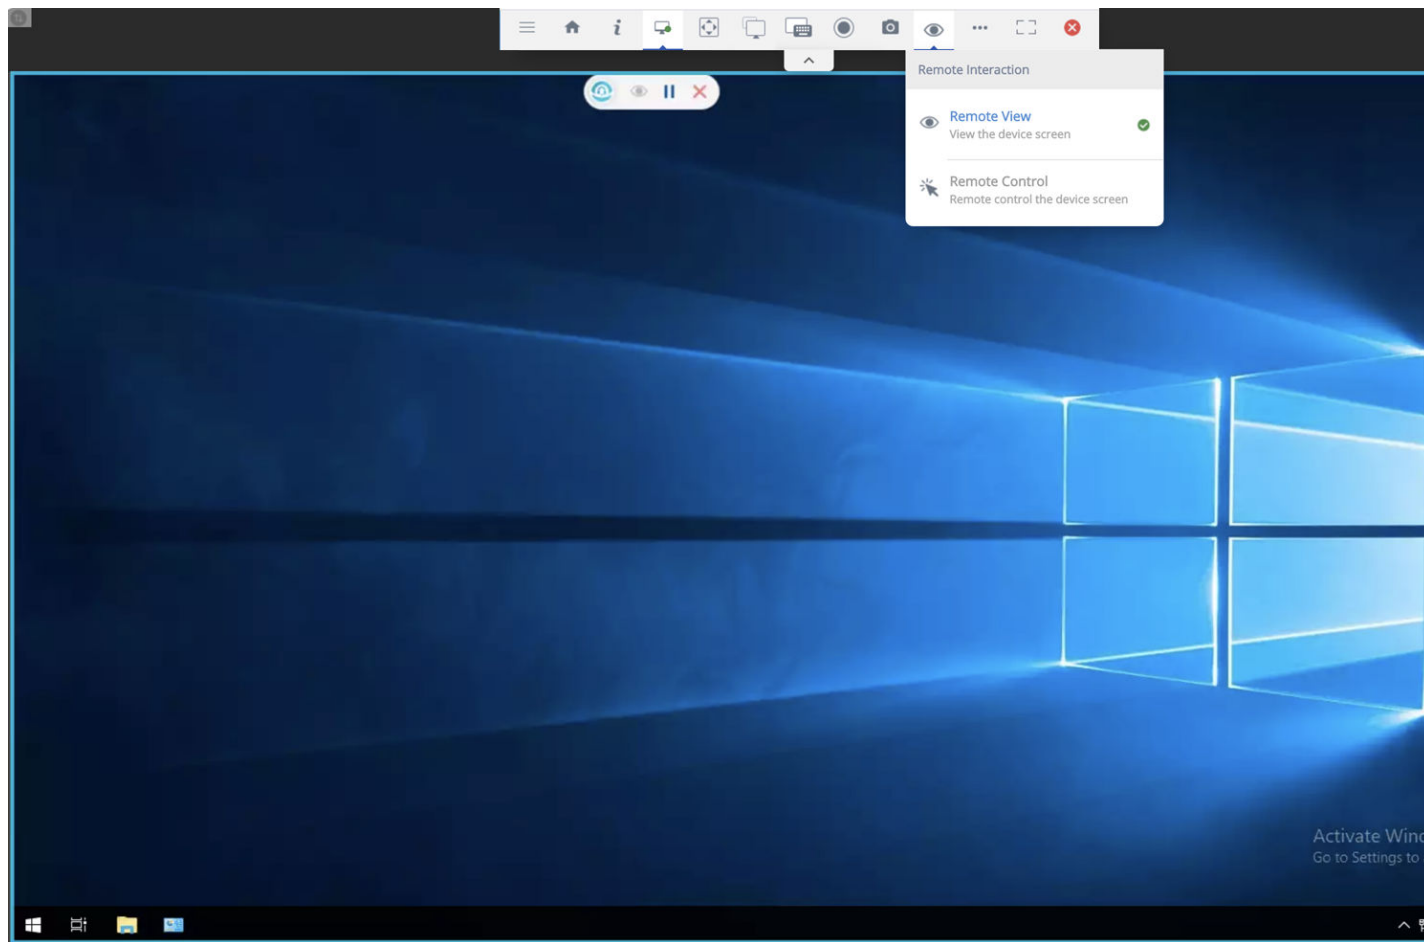 Remote Interaction
Remote View
View the device screen
Remote Control
Remote control the device screen
Activate
Go to Settings to